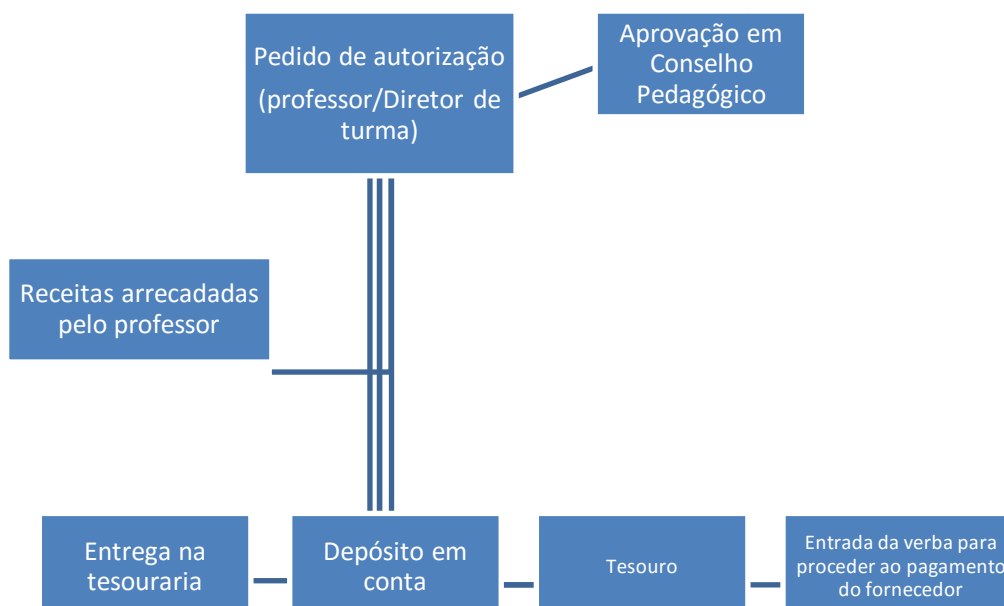 Pedido de autorização
(professor/Diretor de
turma)
Aprovação em
Conselho
Pedagógico
Receitas arrecadadas
pelo professor
Entrega na
tesouraria
Depósito em
conta
Tesouro
Entrada da verba para
proceder ao pagamento
do fornecedor